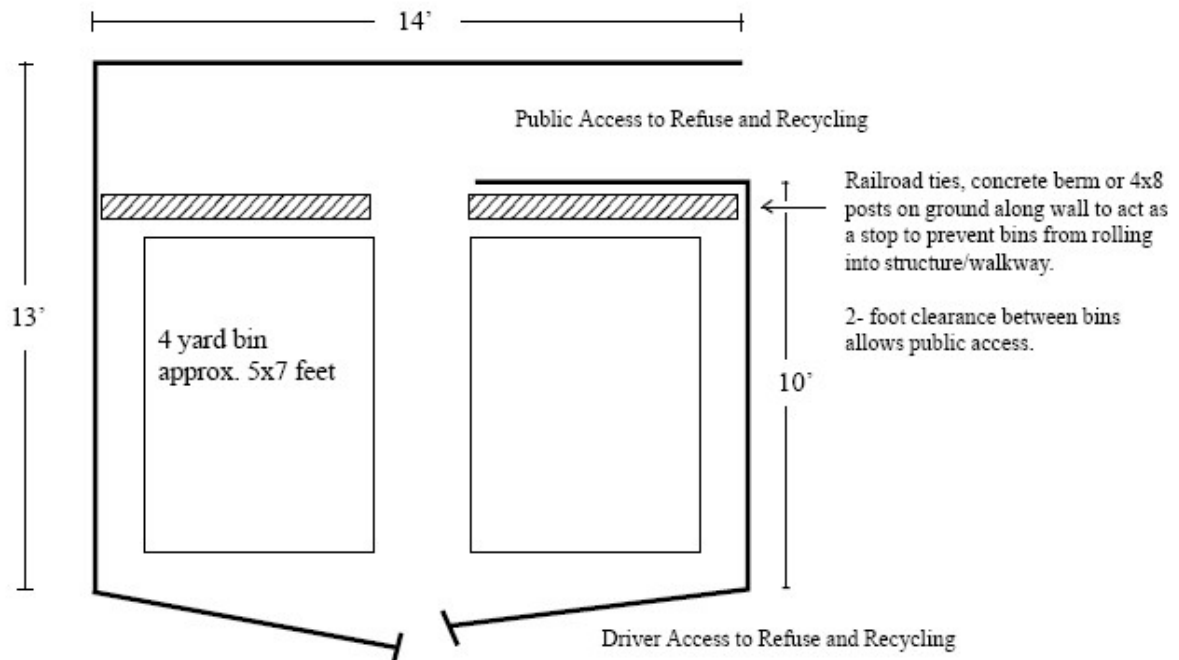 14’
Public Access to Refuse and Recycling
Railroad ties, concrete berm or 4x8
posts on ground along wall to act as
a stop to prevent bins from rolling
into structure/walkway.
2- foot clearance between bins
allows public access.
13’
4 yard bin
approx. 5x7 feet
10’
Driver Access to Refuse and Recycling